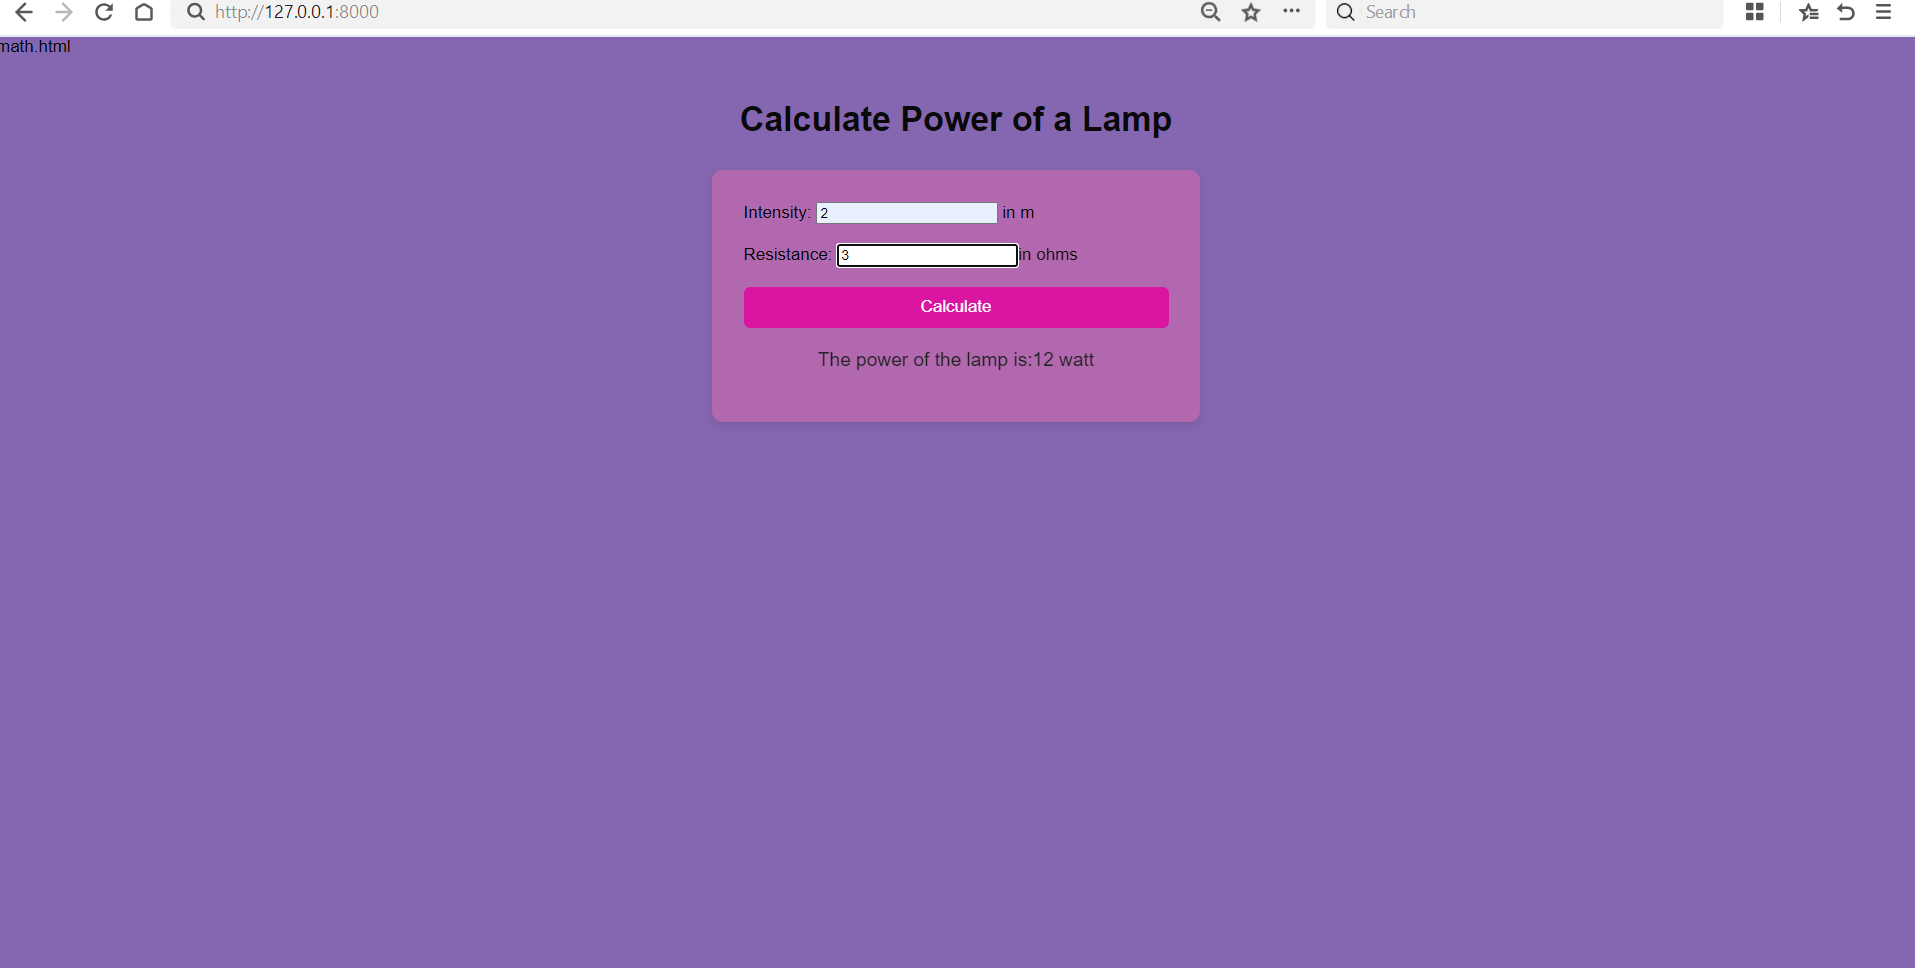 http://127.0.0.1:8000
Search
math.html
Calculate Power of a Lamp
Intensity: 2 in m
Resistance: 3 in ohms
Calculate
The power of the lamp is:12 watt